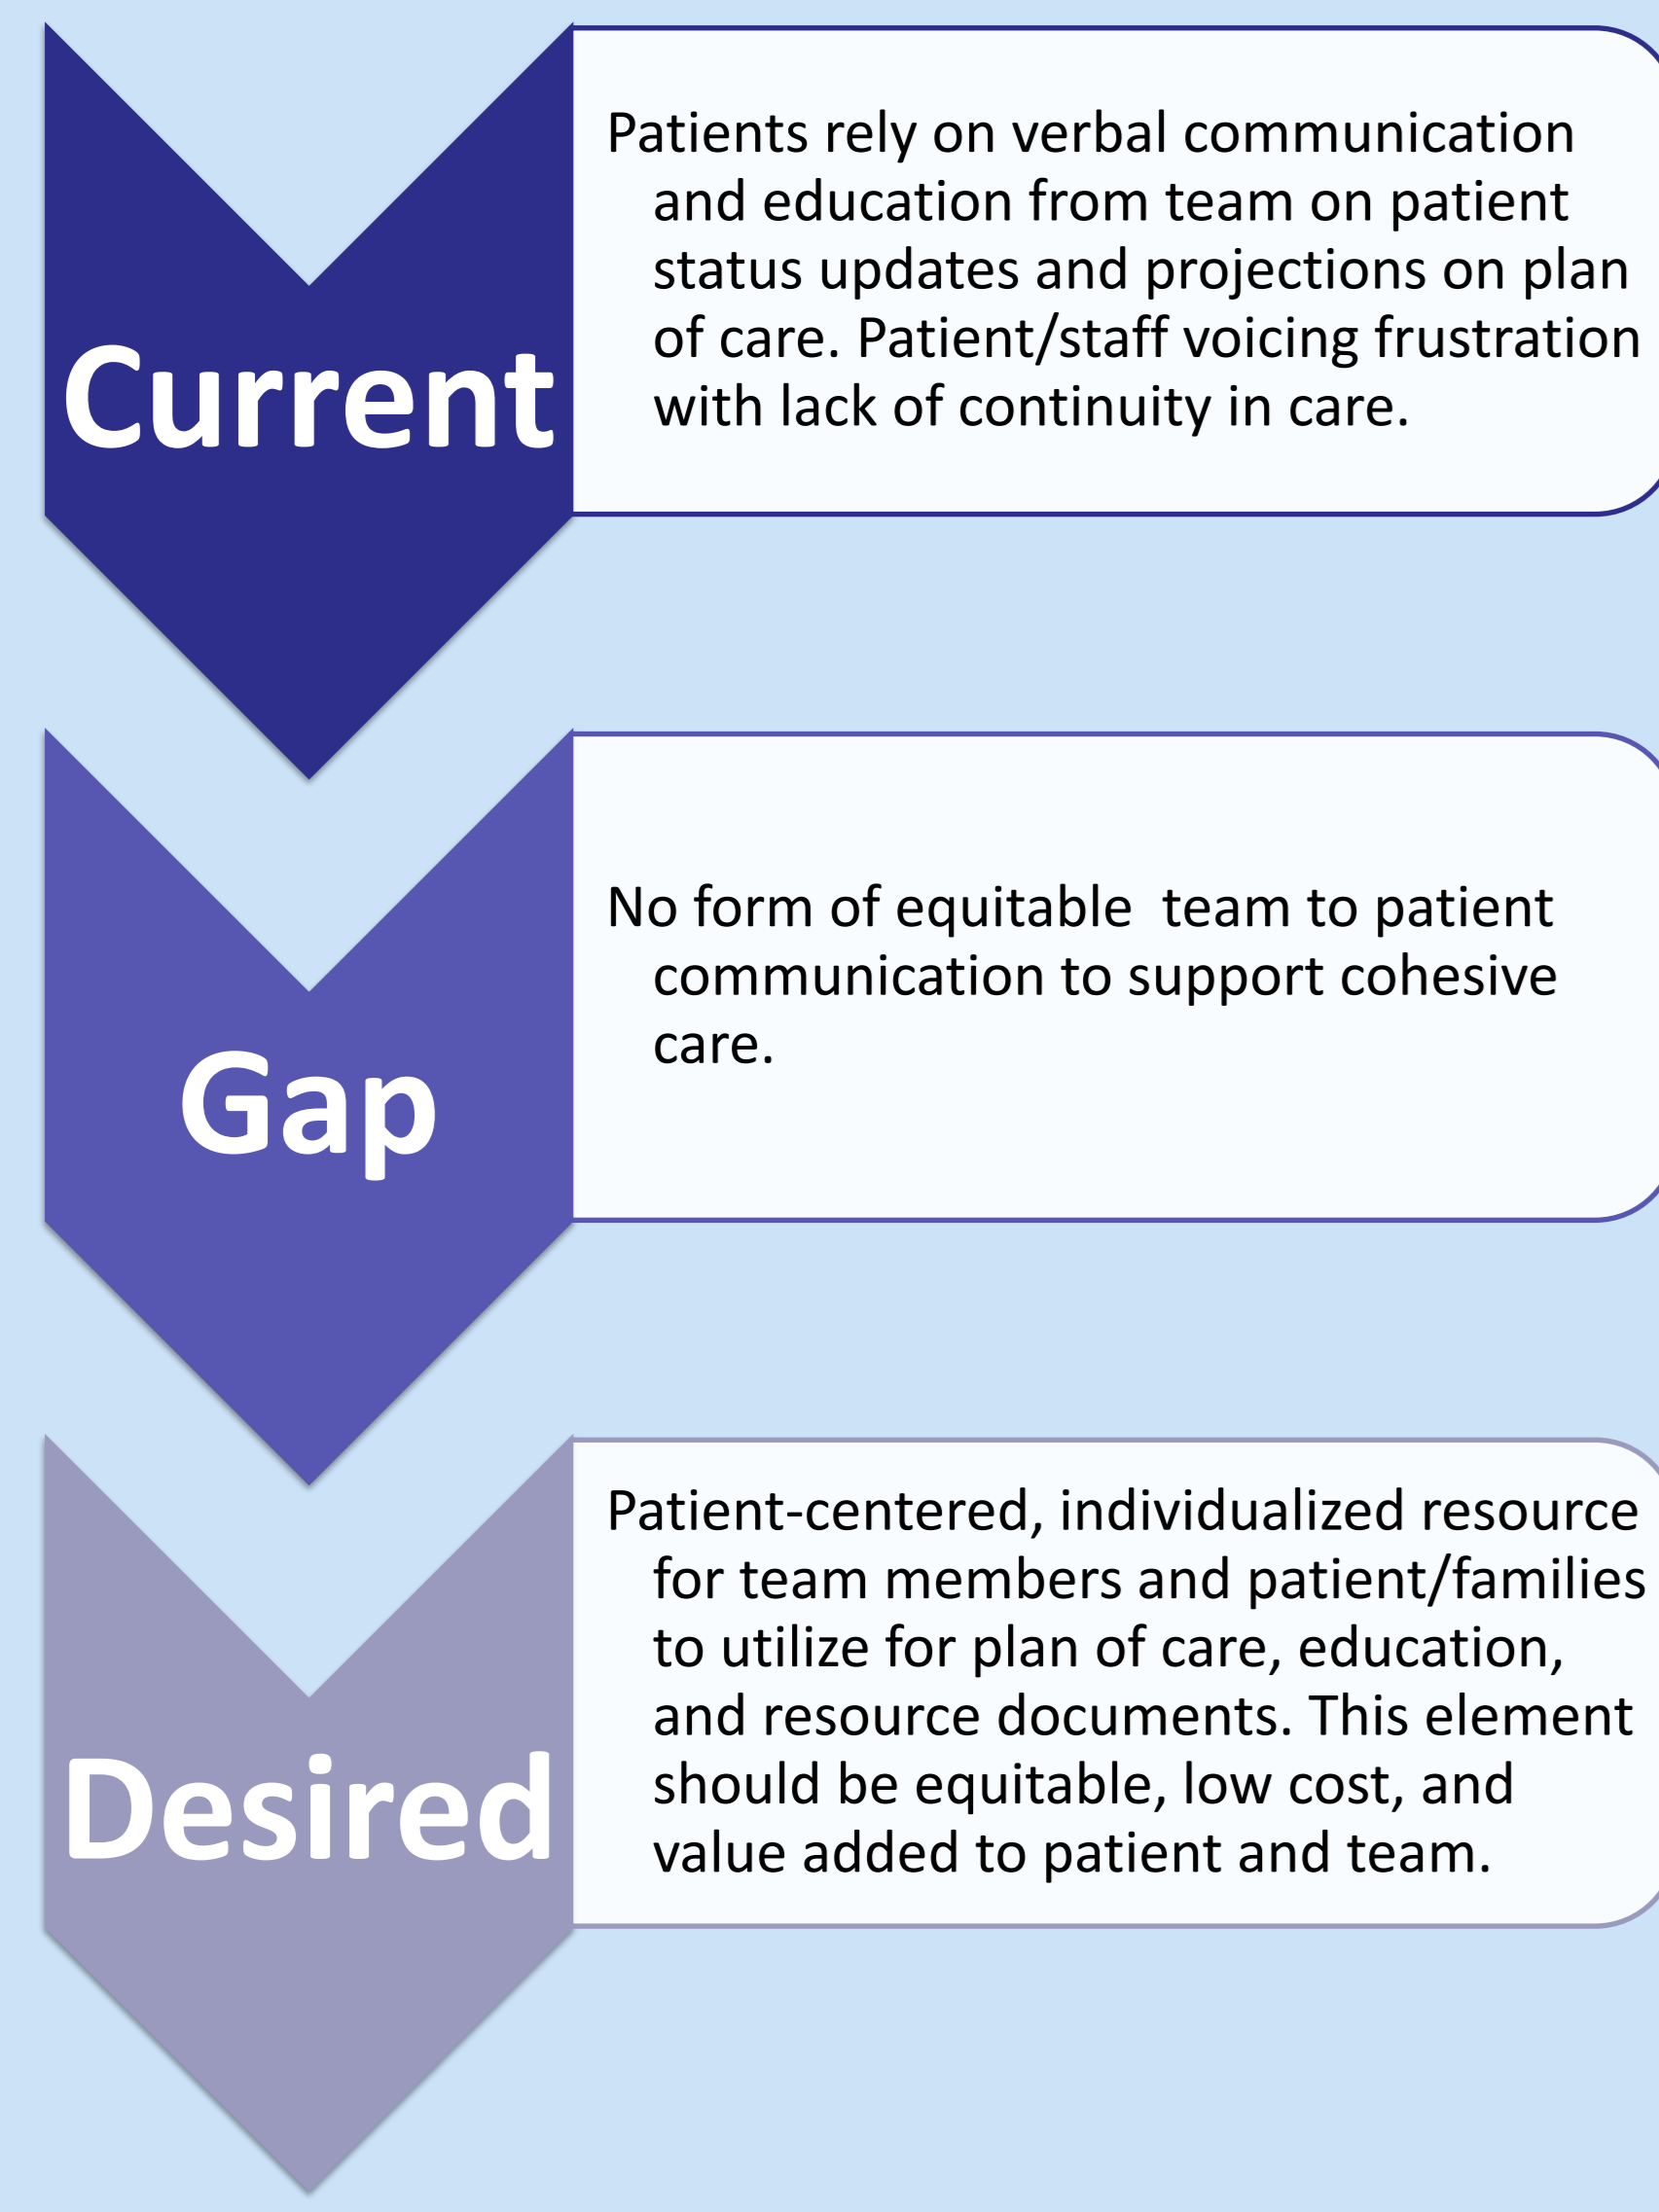 Current
Patients rely on verbal communication
and education from team on patient
status updates and projections on plan
of care. Patient/staff voicing frustration
with lack of continuity in care.
Gap
No form of equitable  team to patient
communication to support cohesive
care.
Desired
Patient-centered, individualized resource
for team members and patient/families
to utilize for plan of care, education,
and resource documents. This element
should be equitable, low cost, and
value added to patient and team.